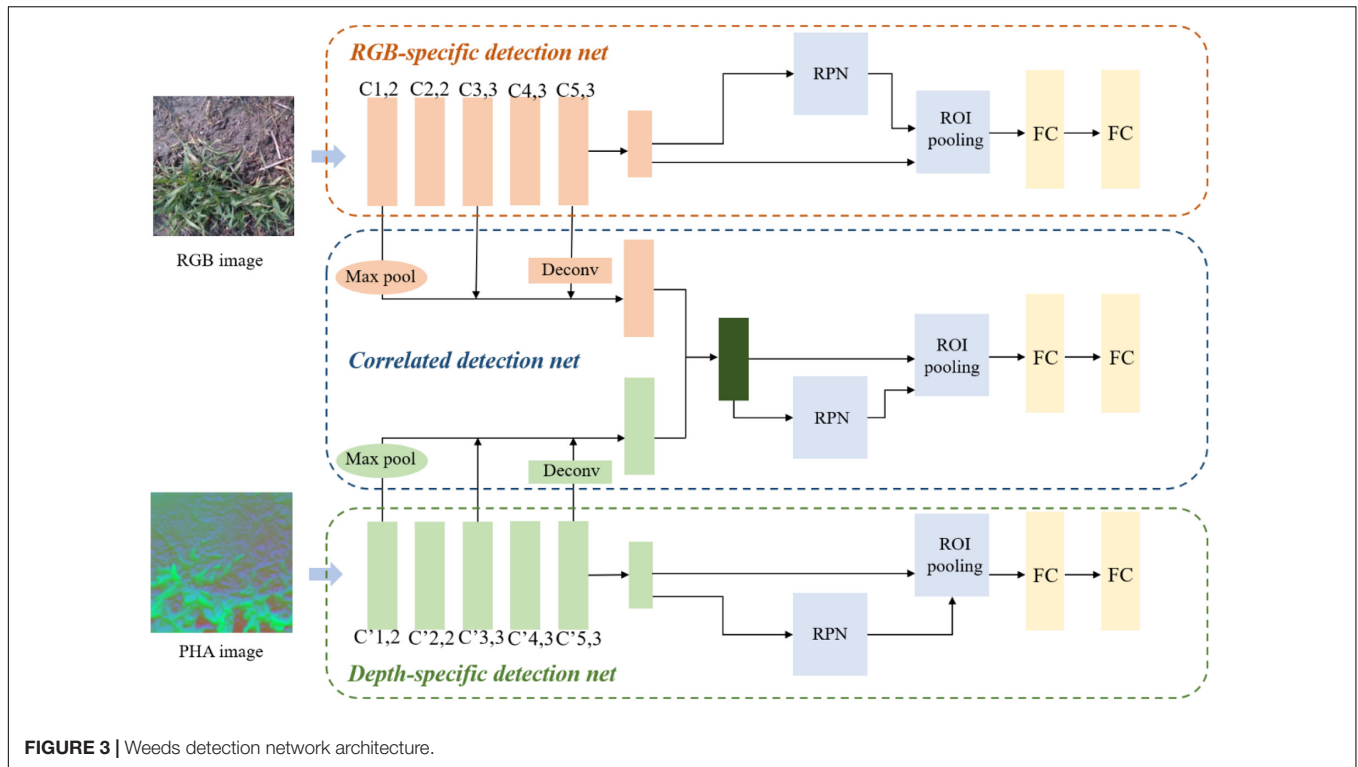 RGB-specific detection net
C1,2 C2,2 C3,3 C4,3 C5,3
RPN
ROI
pooling
FC
FC
RGB image
Max pool
Deconv
Correlated detection net
ROI
pooling
FC
FC
RPN
Max pool
Deconv
ROI
pooling
FC
FC
RPN
C'1,2 C'2,2 C'3,3 C'4,3 C'5,3
PHA image
Depth-specific detection net
FIGURE 3 | Weeds detection network architecture.